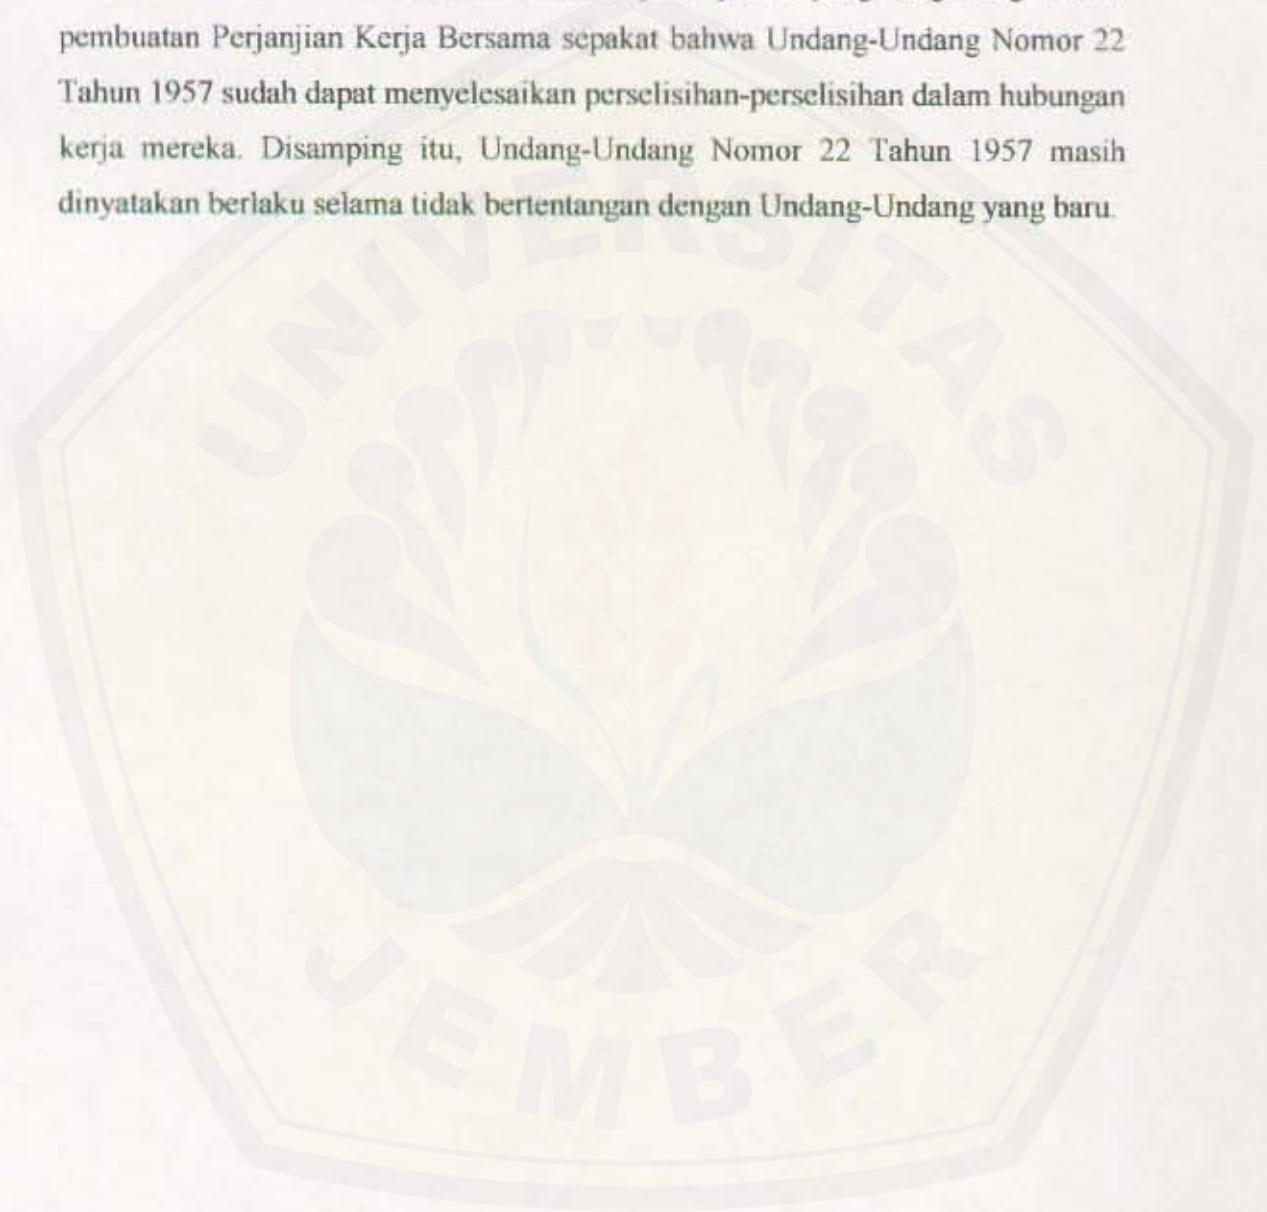 pembuatan Perjanjian Kerja Bersama sepakat bahwa Undang-Undang Nomor 22
Tahun 1957 sudah dapat menyelesaikan perselisihan-perselisihan dalam hubungan
kerja mereka. Disamping itu, Undang-Undang Nomor 22 Tahun 1957 masih
dinyatakan berlaku selama tidak bertentangan dengan Undang-Undang yang baru.
UNIVERSITAS
JEMBER